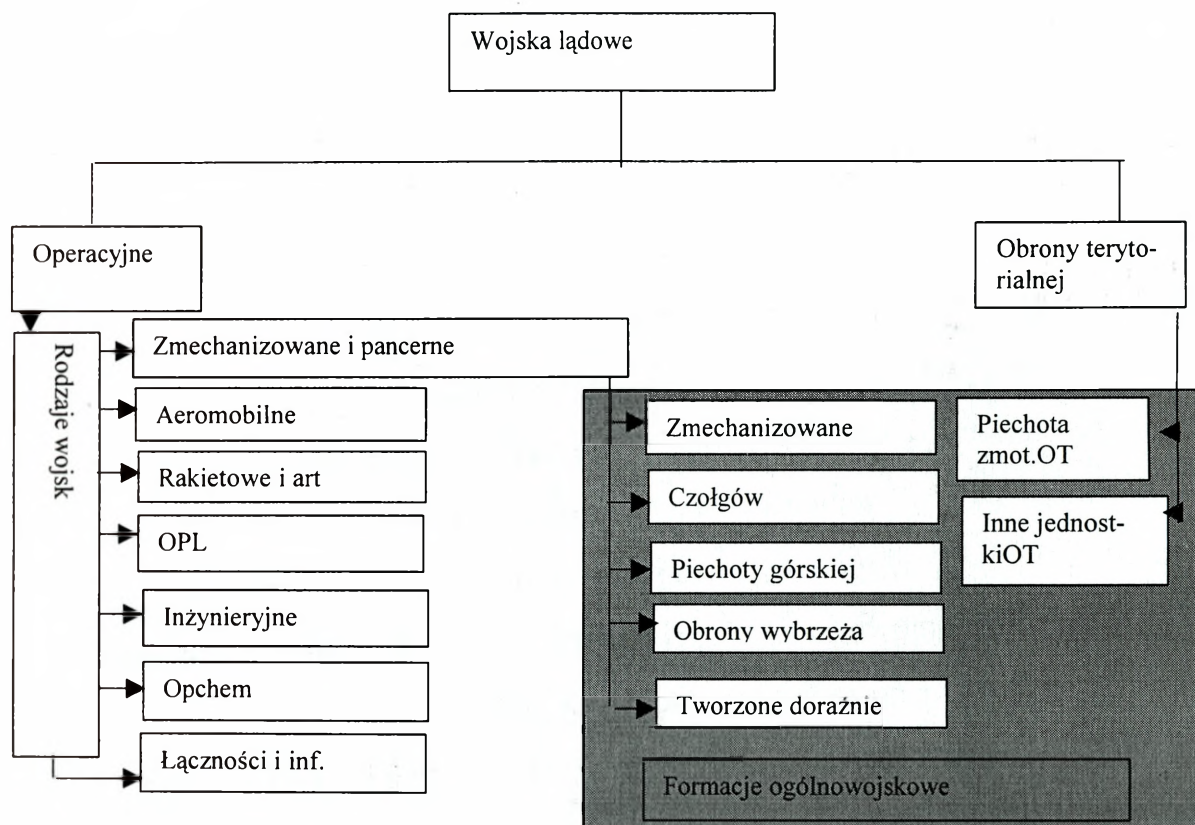 Wojska lądowe
Operacyjne
Obrony teryto-
rialnej
Rodzaje wojsk
Zmechanizowane i pancerne
Aeromobilne
Rakietowe i art
OPL
Inżynieryjne
Opchem
Łączności i inf.
Zmechanizowane
Czołgów
Piechoty górskiej
Obrony wybrzeża
Tworzone doraźnie
Piechota
zmot.OT
Inne jednost-
kiOT
Formacje ogólnowojskowe